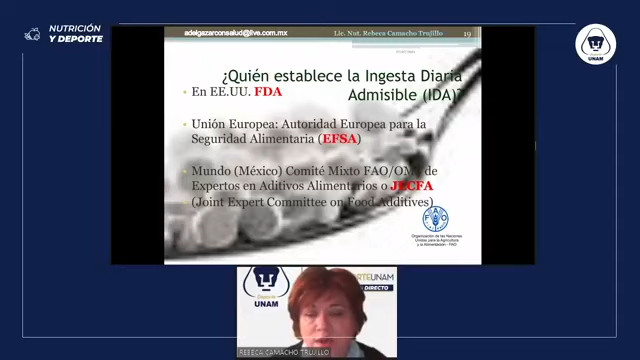 NUTRICIÓN
Y DEPORTE
adelgazarconsalud@live.com.mx
Lic. Nut. Rebeca Camacho Trujillo
19
¿Quién establece la Ingesta Diaria
Admisible (IDA)?
• En EE.UU. FDA
• Unión Europea: Autoridad Europea para la
Seguridad Alimentaria (EFSA)
• Mundo (México) Comité Mixto FAO/OMS de
Expertos en Aditivos Alimentarios o JECFA
(Joint Expert Committee on Food Additives)
FAO
Organización de las Naciones
Unidas para la Agricultura
y la Alimentación - FAO
UNAM
Deporte
UNAM
ORTEUNAM
DIRECTO
REBECA CAMACHO TRUJILLO